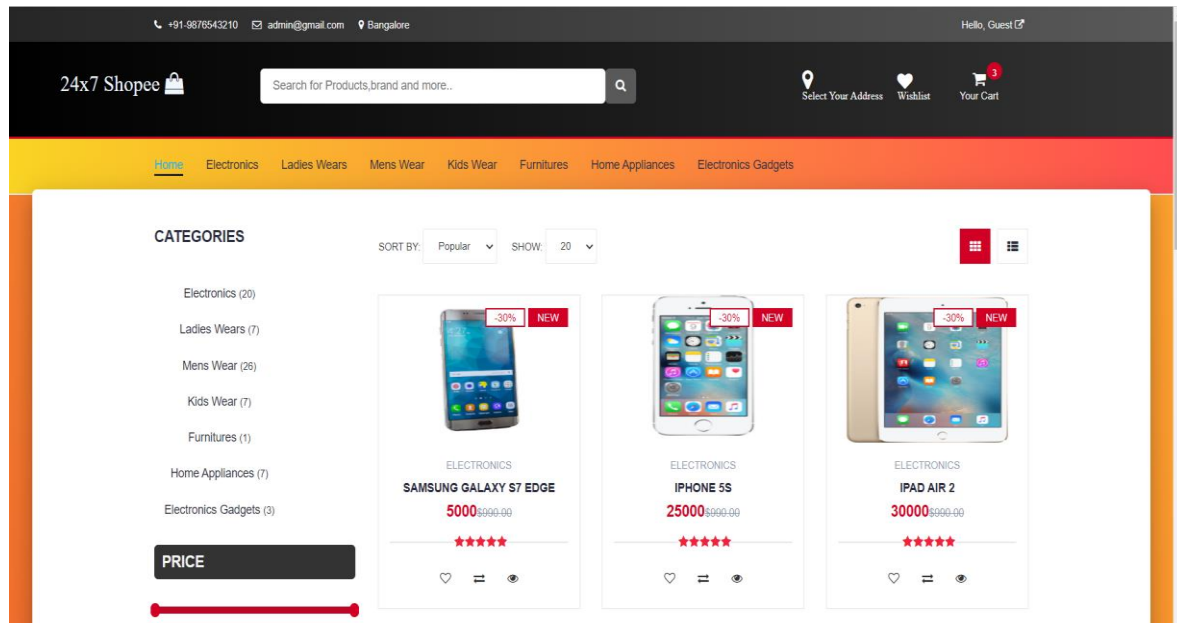 +91-9876543210 admin@gmail.com Bangalore Hello, Guest
24x7 Shopee
Search for Products,brand and more..
Select Your Address
Wishlist
3
Your Cart
Home Electronics Ladies Wears Mens Wear Kids Wear Furnitures Home Appliances Electronics Gadgets
CATEGORIES
Electronics (20)
Ladies Wears (7)
Mens Wear (26)
Kids Wear (7)
Furnitures (1)
Home Appliances (7)
Electronics Gadgets (3)
PRICE
SORT BY: Popular SHOW: 20
-30% NEW
ELECTRONICS
SAMSUNG GALAXY S7 EDGE
5000 $990.00
-30% NEW
ELECTRONICS
IPHONE 5S
25000 $990.00
-30% NEW
ELECTRONICS
IPAD AIR 2
30000 $990.00